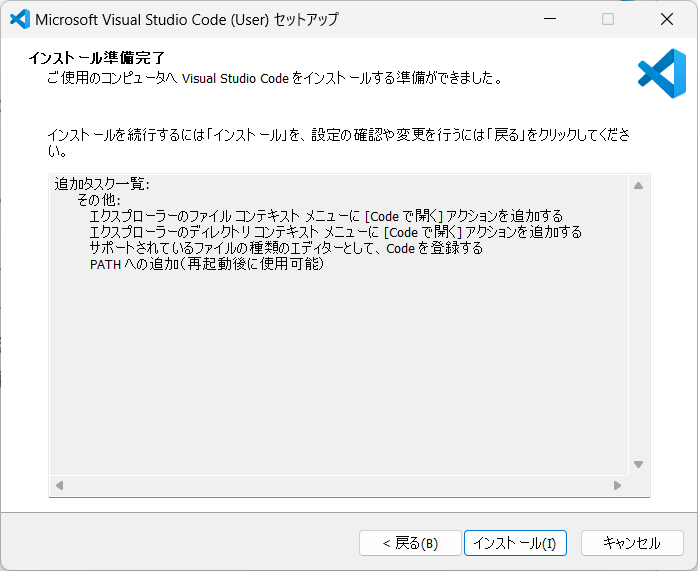 Microsoft Visual Studio Code (User) セットアップ
インストール準備完了
ご使用のコンピュータへ Visual Studio Code をインストールする準備ができました。
インストールを続行するには「インストール」を、設定の確認や変更を行うには「戻る」をクリックしてくださ
い。
追加タスク一覧:
その他:
エクスプローラーのファイル コンテキスト メニューに [Code で開く] アクションを追加する
エクスプローラーのディレクトリ コンテキスト メニューに [Code で開く] アクションを追加する
サポートされているファイルの種類のエディターとして、Code を登録する
PATH への追加（再起動後に使用可能）
< 戻る(B)
インストール(I)
キャンセル